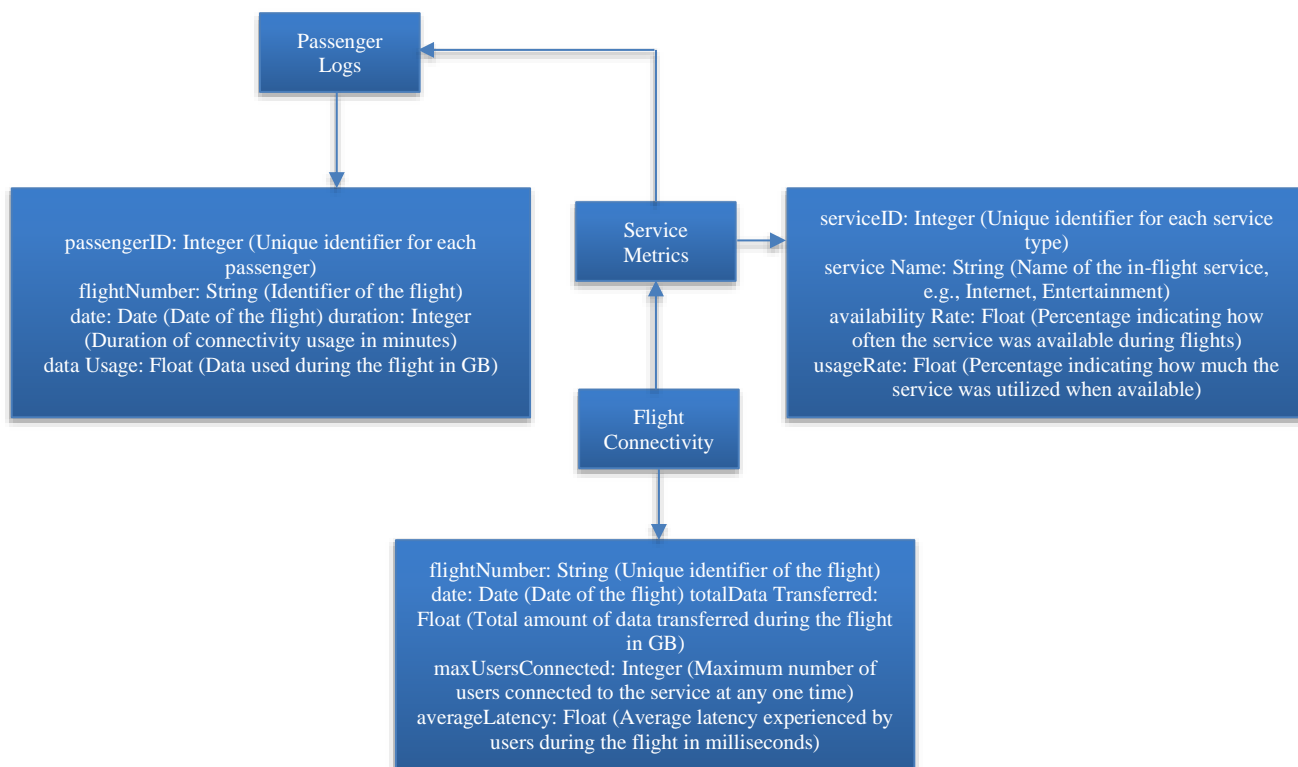 Passenger
Logs
passengerID: Integer (Unique identifier for each
passenger)
flightNumber: String (Identifier of the flight)
date: Date (Date of the flight) duration: Integer
(Duration of connectivity usage in minutes)
data Usage: Float (Data used during the flight in GB)
Service
Metrics
serviceID: Integer (Unique identifier for each service
type)
service Name: String (Name of the in-flight service,
e.g., Internet, Entertainment)
availability Rate: Float (Percentage indicating how
often the service was available during flights)
usageRate: Float (Percentage indicating how much the
service was utilized when available)
Flight
Connectivity
flightNumber: String (Unique identifier of the flight)
date: Date (Date of the flight) totalData Transferred:
Float (Total amount of data transferred during the flight
in GB)
maxUsersConnected: Integer (Maximum number of
users connected to the service at any one time)
averageLatency: Float (Average latency experienced by
users during the flight in milliseconds)